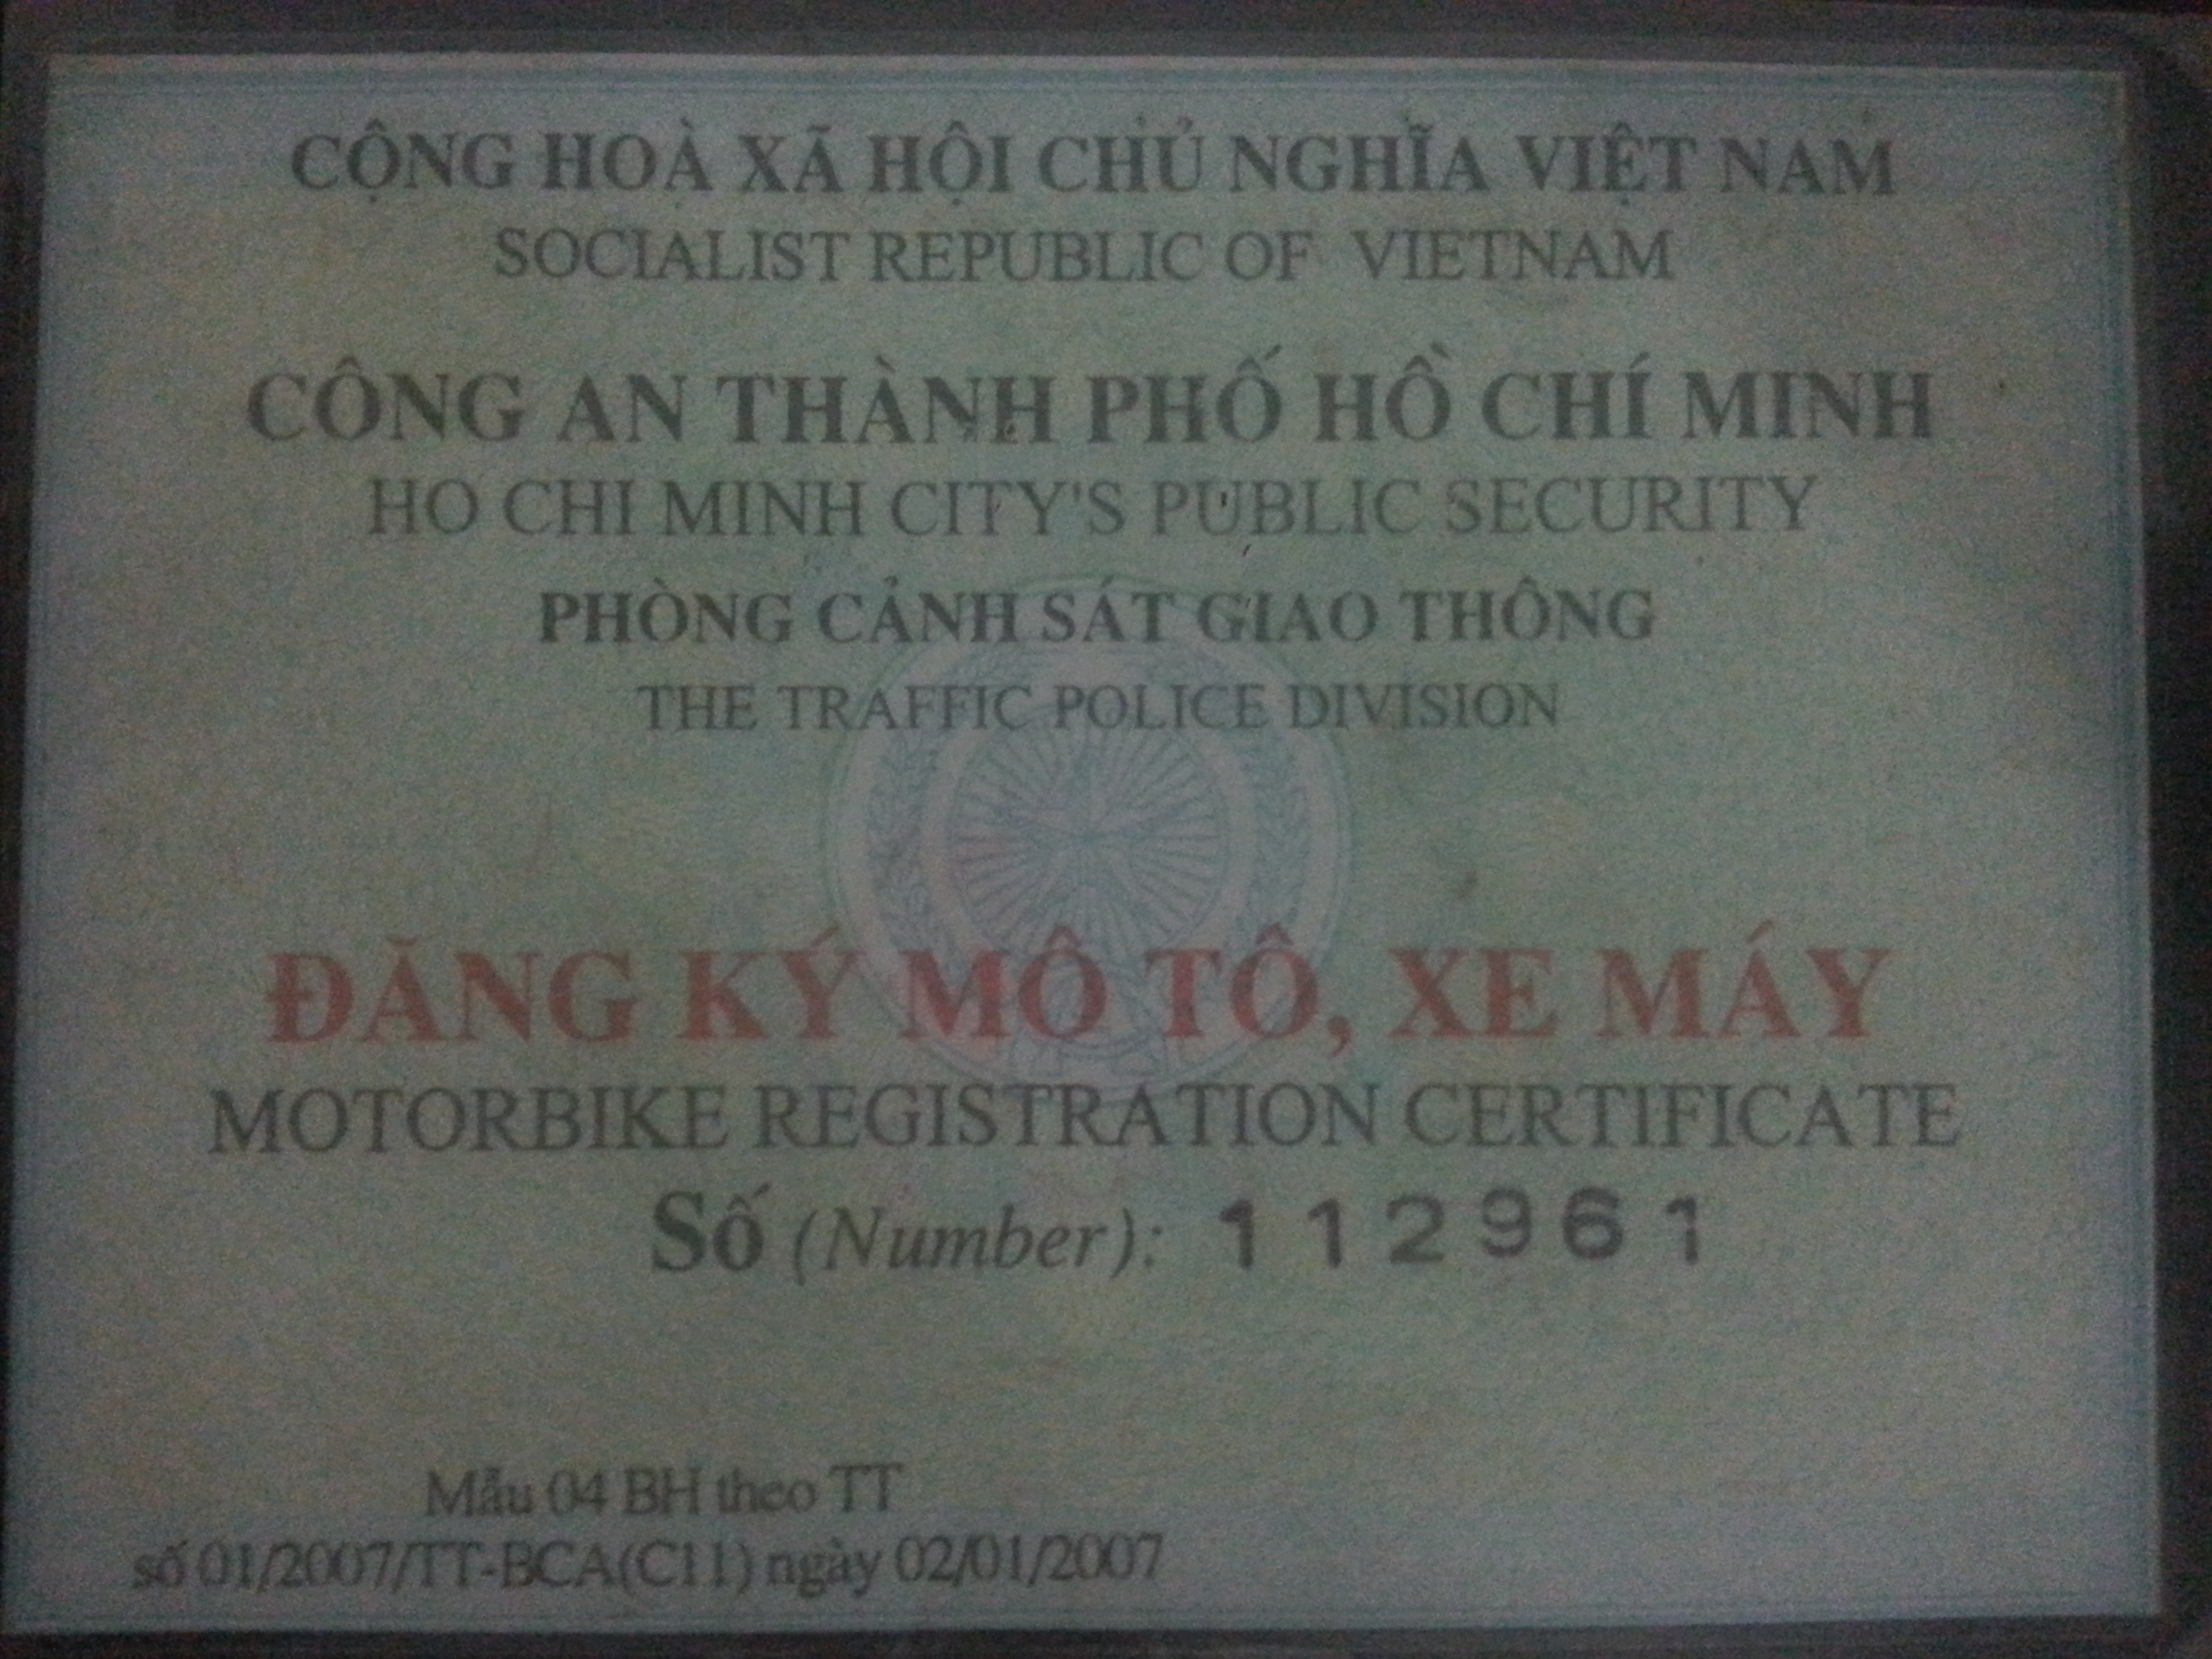 CỘNG HOÀ XÃ HỘI CHỦ NGHĨA VIỆT NAM
SOCIALIST REPUBLIC OF VIETNAM
CÔNG AN THÀNH PHỐ HỒ CHÍ MINH
HO CHI MINH CITY'S PUBLIC SECURITY
PHÒNG CẢNH SÁT GIAO THÔNG
THE TRAFFIC POLICE DIVISION
ĐĂNG KÝ MÔ TÔ, XE MÁY
MOTORBIKE REGISTRATION CERTIFICATE
Số (Number): 112961
Mẫu 04 BH theo TT
số 01/2007/TT-BCA(C11) ngày 02/01/2007